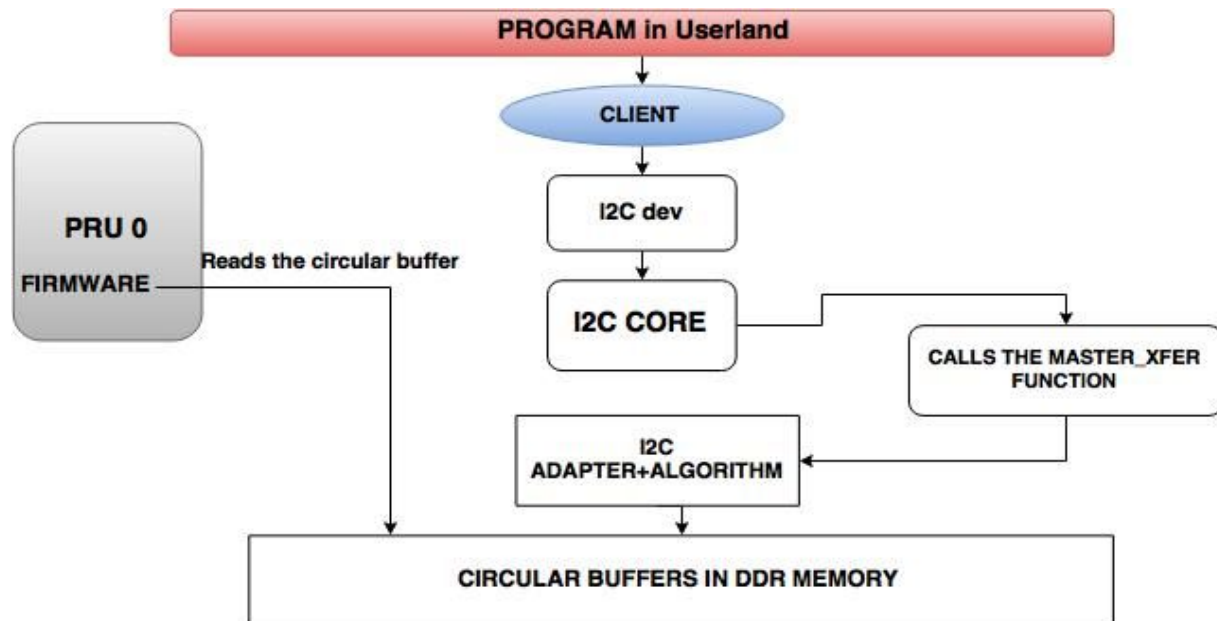 PROGRAM in Userland
CLIENT
I2C dev
PRU 0
FIRMWARE
Reads the circular buffer
I2C CORE
CALLS THE MASTER_XFER
FUNCTION
I2C
ADAPTER+ALGORITHM
CIRCULAR BUFFERS IN DDR MEMORY